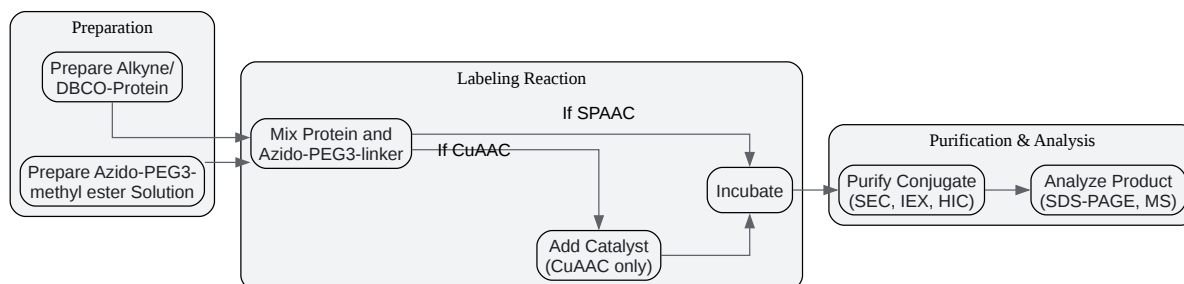 Preparation
Prepare Alkyne/
DBCO-Protein
Prepare Azido-PEG3-
methyl ester Solution
Labeling Reaction
Mix Protein and
Azido-PEG3-linker
If SPAAC
If CuAAC
Add Catalyst
(CuAAC only)
Incubate
Purification & Analysis
Purify Conjugate
(SEC, IEX, HIC)
Analyze Product
(SDS-PAGE, MS)